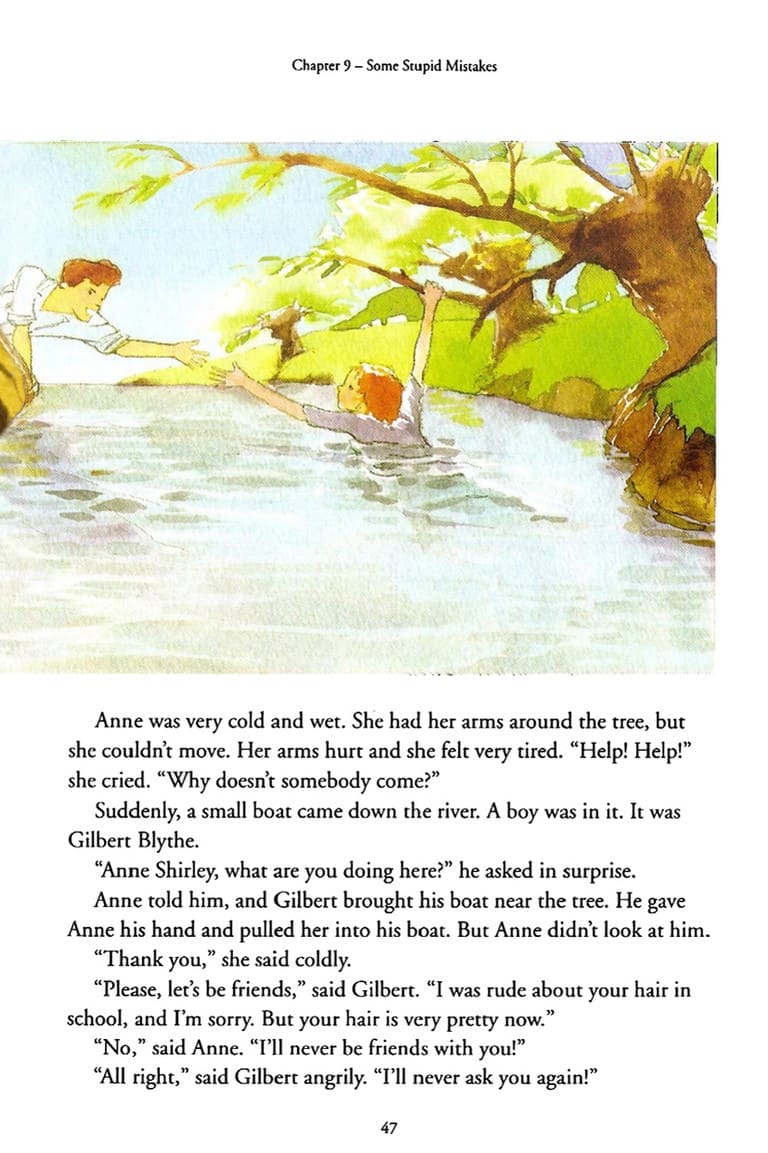 Chapter 9 – Some Stupid Mistakes
Anne was very cold and wet. She had her arms around the tree, but
she couldn’t move. Her arms hurt and she felt very tired. “Help! Help!”
she cried. “Why doesn’t somebody come?”
Suddenly, a small boat came down the river. A boy was in it. It was
Gilbert Blythe.
“Anne Shirley, what are you doing here?” he asked in surprise.
Anne told him, and Gilbert brought his boat near the tree. He gave
Anne his hand and pulled her into his boat. But Anne didn’t look at him.
“Thank you,” she said coldly.
“Please, let’s be friends,” said Gilbert. “I was rude about your hair in
school, and I’m sorry. But your hair is very pretty now.”
“No,” said Anne. “I’ll never be friends with you!”
“All right,” said Gilbert angrily. “I’ll never ask you again!”
47